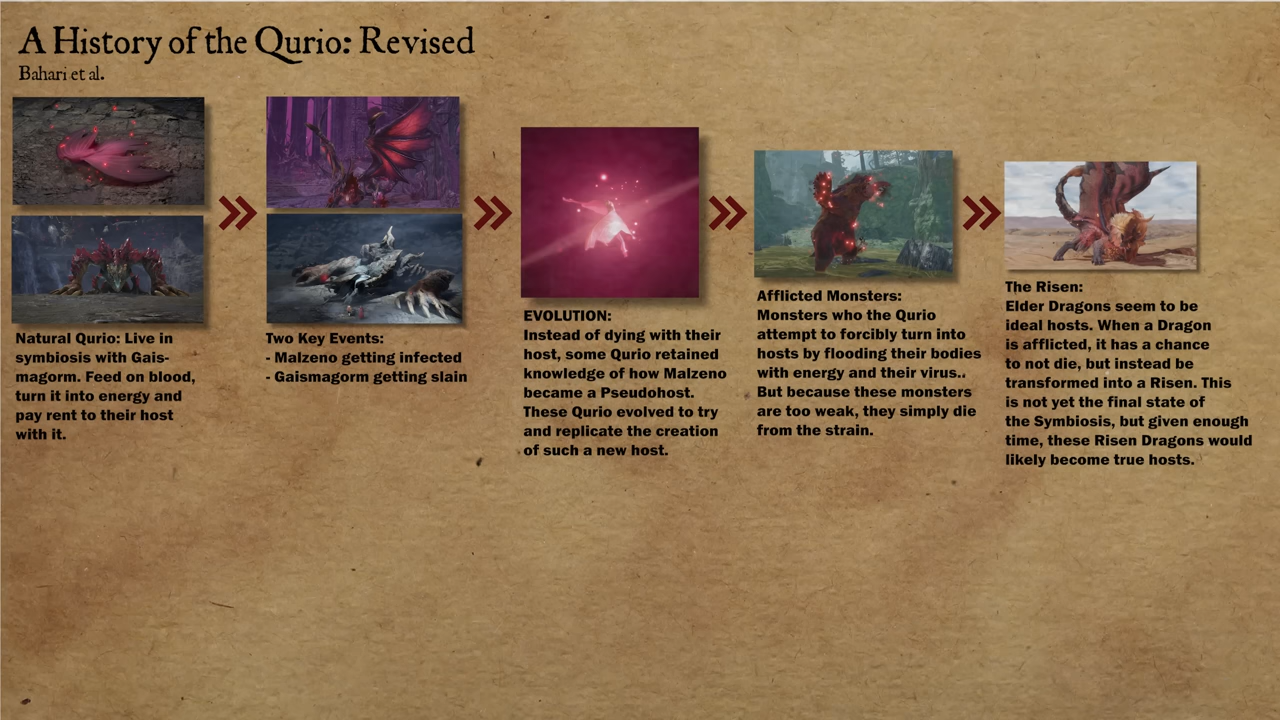 A History of the Qurio: Revised
Bahari et al.
Natural Qurio: Live in
symbiosis with Gais-
magorm. Feed on blood,
turn it into energy and
pay rent to their host
with it.
Two Key Events:
- Malzeno getting infected
- Gaismagorm getting slain
EVOLUTION:
Instead of dying with their
host, some Qurio retained
knowledge of how Malzeno
became a Pseudohost.
These Qurio evolved to try
and replicate the creation
of such a new host.
Afflicted Monsters:
Monsters who the Qurio
attempt to forcibly turn into
hosts by flooding their bodies
with energy and their virus..
But because these monsters
are too weak, they simply die
from the strain.
The Risen:
Elder Dragons seem to be
ideal hosts. When a Dragon
is afflicted, it has a chance
to not die, but instead be
transformed into a Risen. This
is not yet the final state of
the Symbiosis, but given enough
time, these Risen Dragons would
likely become true hosts.